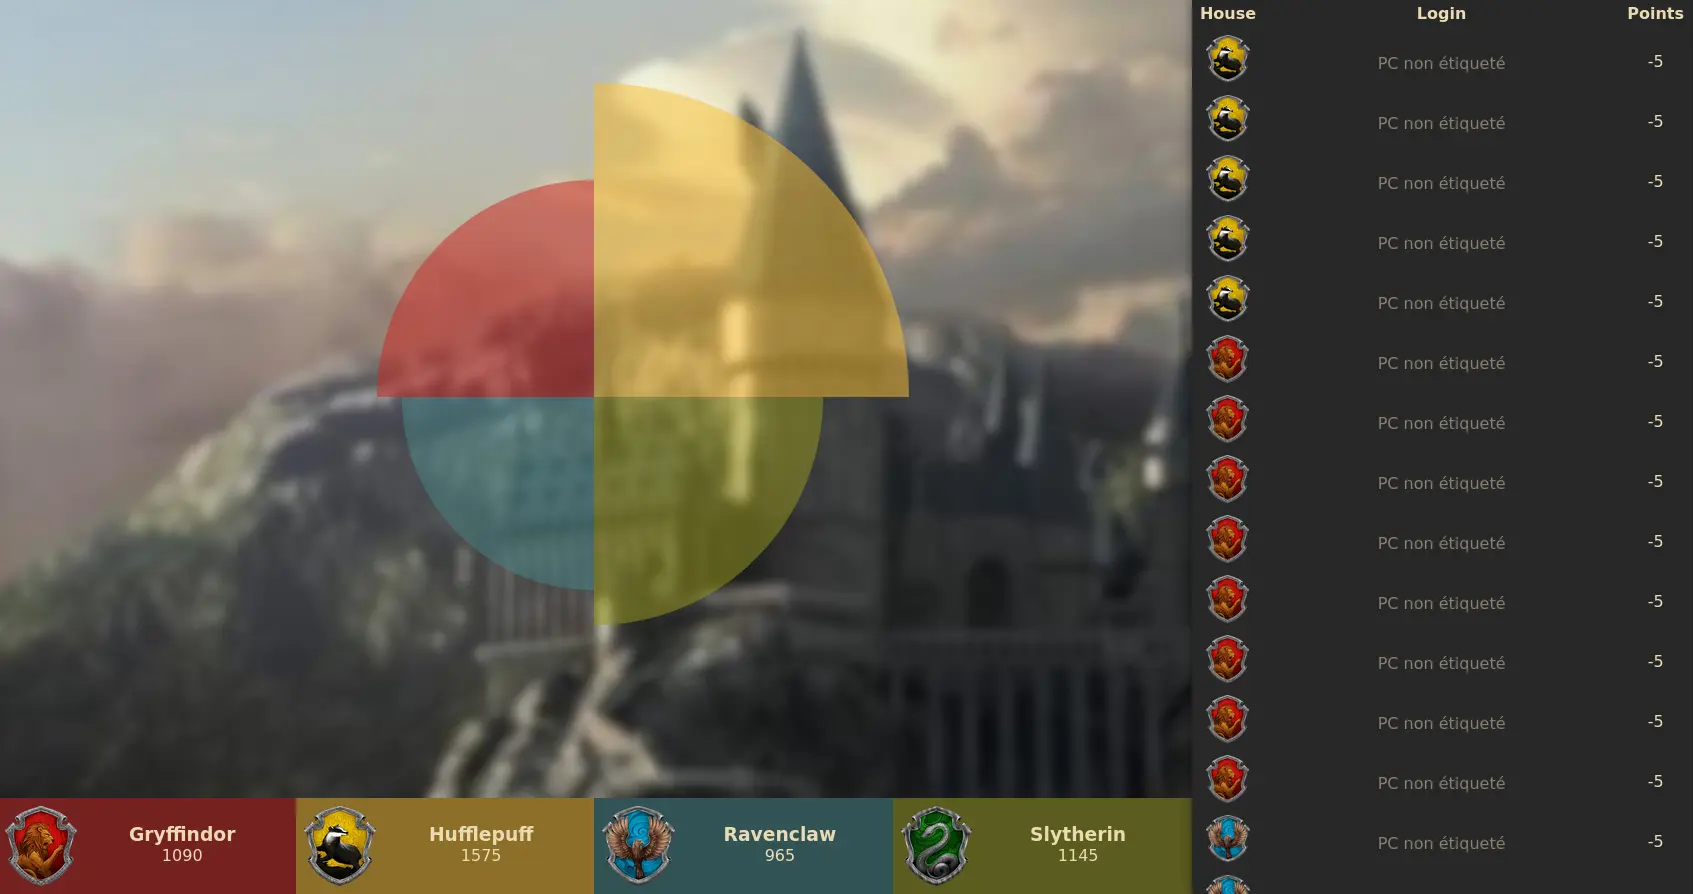 House Login Points
PC non étiqueté -5
PC non étiqueté -5
PC non étiqueté -5
PC non étiqueté -5
PC non étiqueté -5
PC non étiqueté -5
PC non étiqueté -5
PC non étiqueté -5
PC non étiqueté -5
PC non étiqueté -5
PC non étiqueté -5
PC non étiqueté -5
PC non étiqueté -5
PC non étiqueté -5
Gryffindor
1090
Hufflepuff
1575
Ravenclaw
965
Slytherin
1145